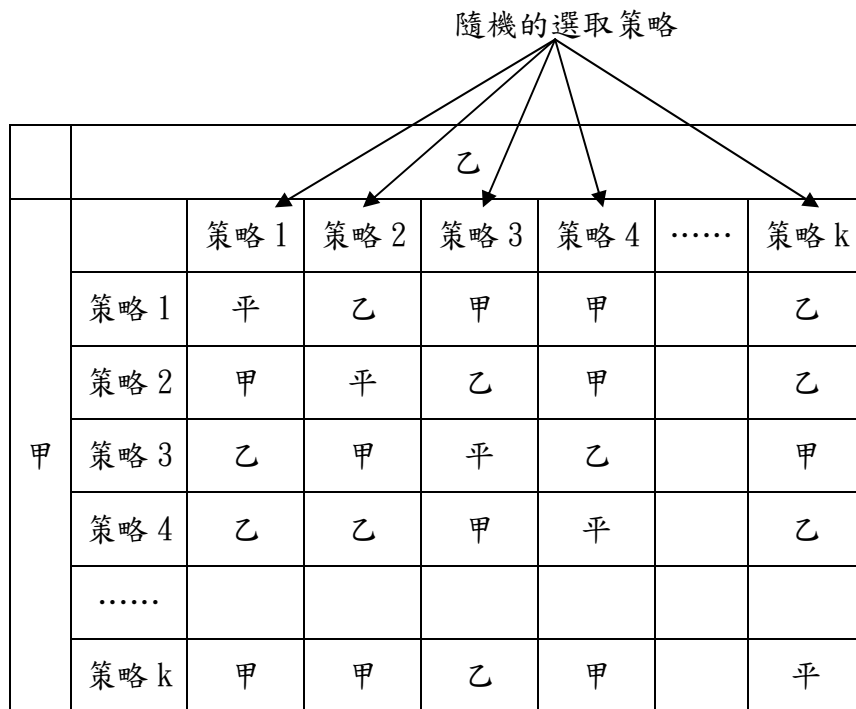 隨機的選取策略
乙
策略 1 策略 2 策略 3 策略 4 …… 策略 k
策略 1 平 乙 甲 甲 乙
策略 2 甲 平 乙 甲 乙
甲 策略 3 乙 甲 平 乙 甲
策略 4 乙 乙 甲 平 乙
……
策略 k 甲 甲 乙 甲 平